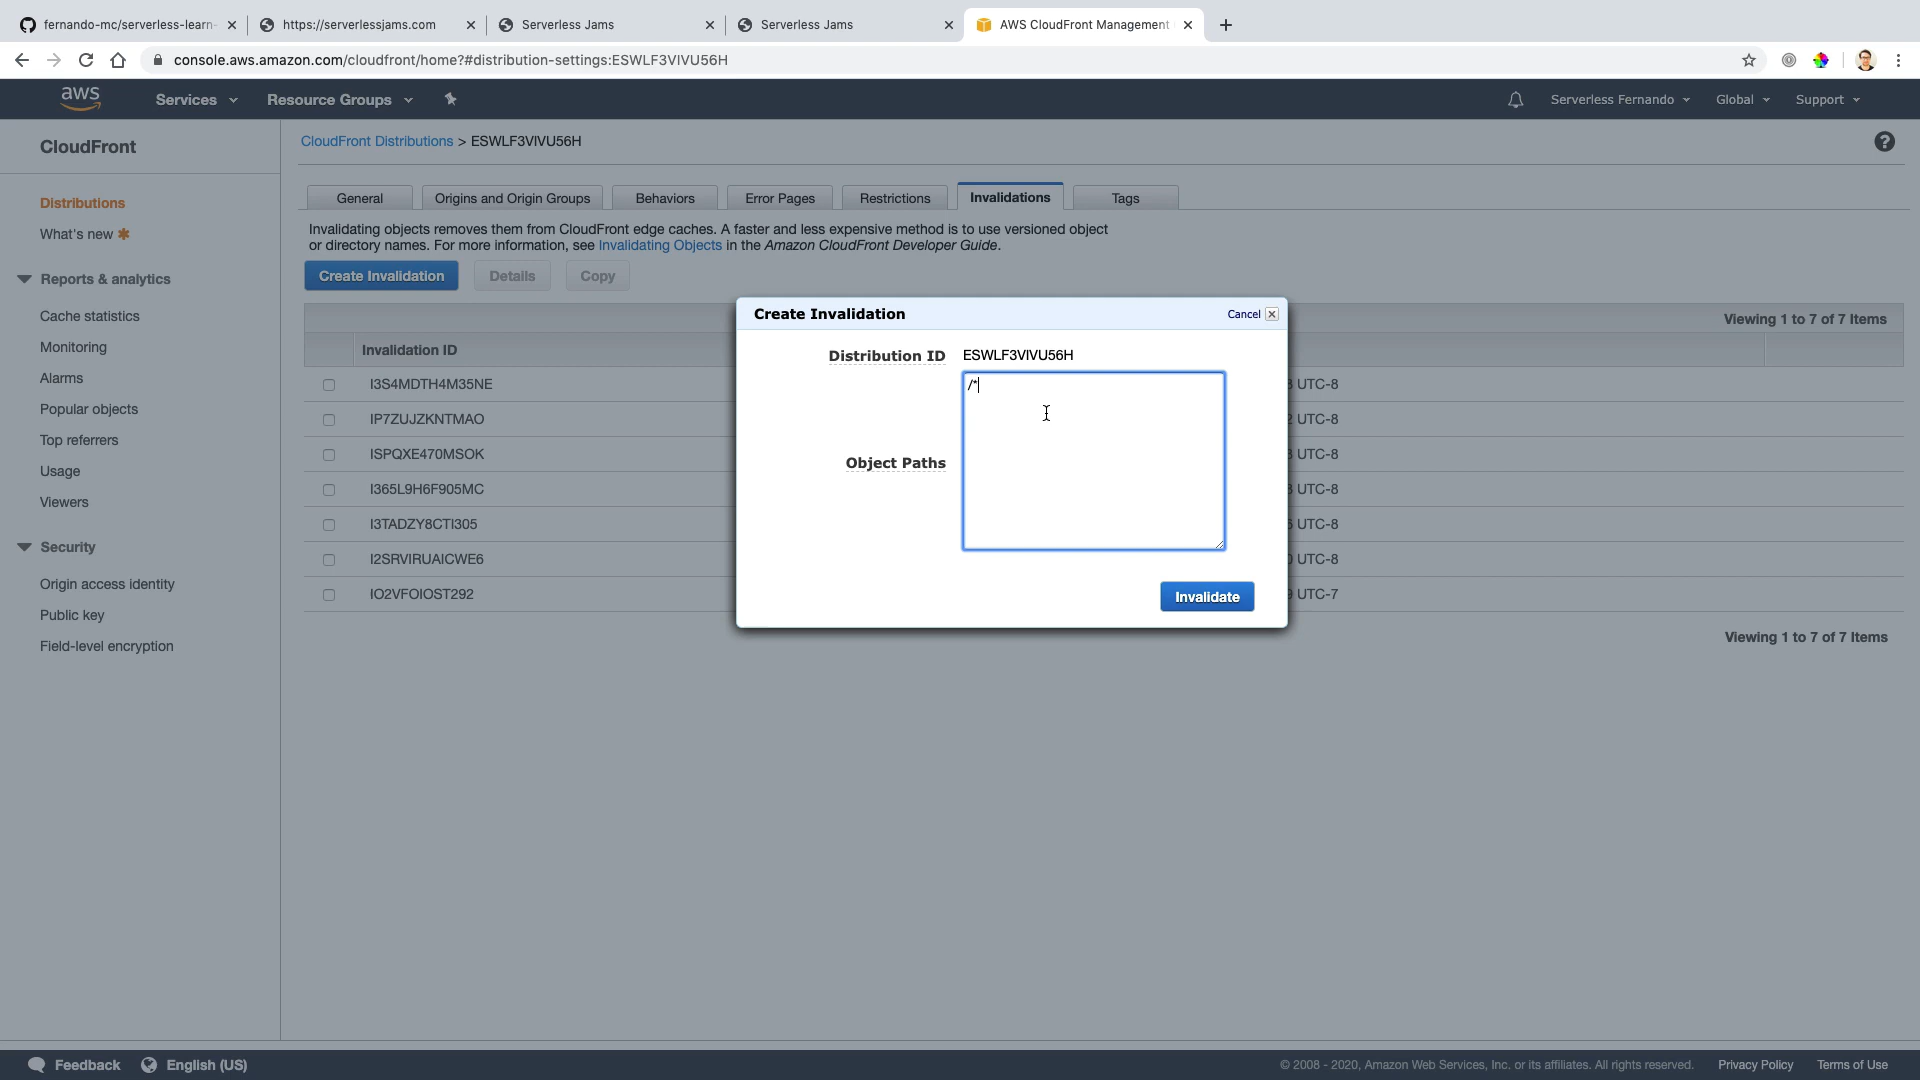 fernando-mc/serverless-learn-
https://serverlessjams.com
Serverless Jams
Serverless Jams
AWS CloudFront Management
console.aws.amazon.com/cloudfront/home?#distribution-settings:ESWLF3VIVU56H
aws
Services
Resource Groups
Serverless Fernando
Global
Support
CloudFront
Distributions
What's new
Reports & analytics
Cache statistics
Monitoring
Alarms
Popular objects
Top referrers
Usage
Viewers
Security
Origin access identity
Public key
Field-level encryption
CloudFront Distributions > ESWLF3VIVU56H
General
Origins and Origin Groups
Behaviors
Error Pages
Restrictions
Invalidations
Tags
Invalidating objects removes them from CloudFront edge caches. A faster and less expensive method is to use versioned object
or directory names. For more information, see Invalidating Objects in the Amazon CloudFront Developer Guide.
Create Invalidation
Details
Copy
Viewing 1 to 7 of 7 Items
Invalidation ID
I3S4MDTH4M35NE
UTC-8
IP7ZUJZKNTMAO
UTC-8
ISPQXE470MSOK
UTC-8
I365L9H6F905MC
UTC-8
I3TADZY8CTI305
UTC-8
I2SRVIRUAICWE6
UTC-8
IO2VFOIOST292
UTC-7
Viewing 1 to 7 of 7 Items
Create Invalidation
Cancel
Distribution ID
ESWLF3VIVU56H
Object Paths
/*
Invalidate
Feedback
English (US)
© 2008 - 2020, Amazon Web Services, Inc. or its affiliates. All rights reserved.
Privacy Policy
Terms of Use